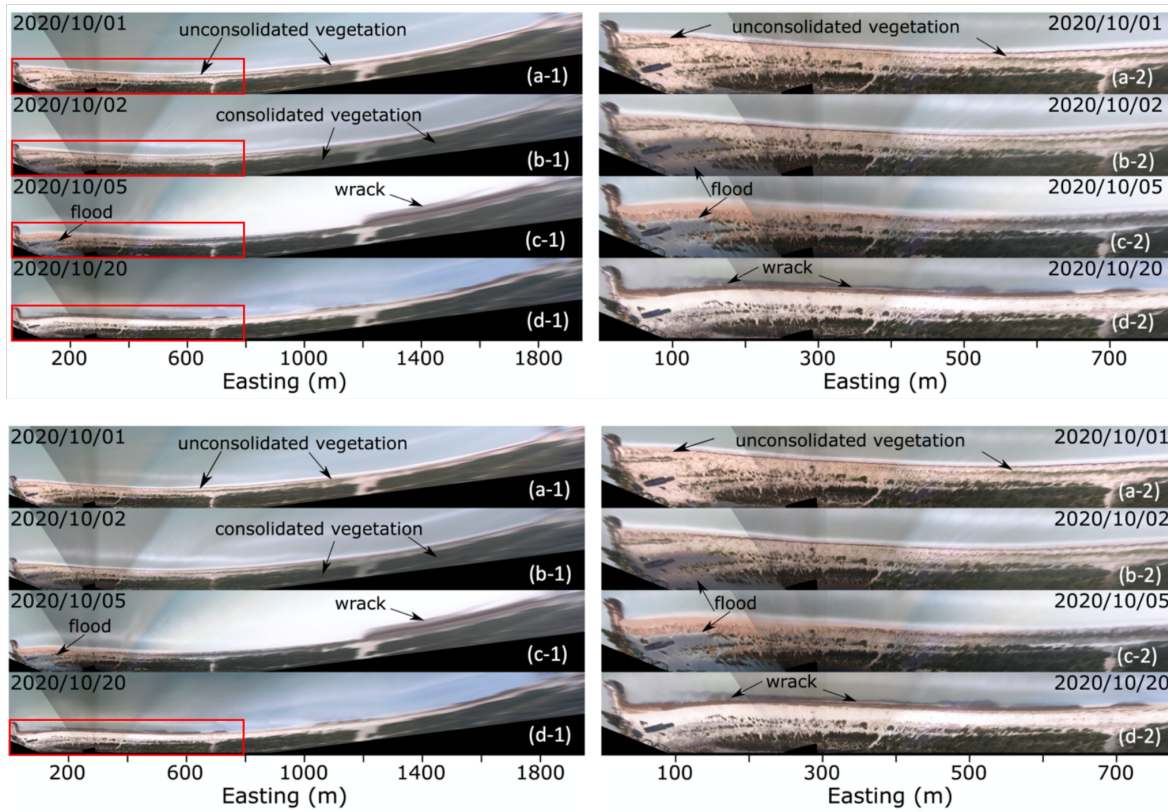 2020/10/01
unconsolidated vegetation
(a-1)
2020/10/02
consolidated vegetation
(b-1)
2020/10/05
wrack
flood
(c-1)
2020/10/20
(d-1)
200 600 1000 1400 1800
Easting (m)
2020/10/01
unconsolidated vegetation
(a-2)
2020/10/02
(b-2)
flood
2020/10/05
(c-2)
wrack
2020/10/20
(d-2)
100 300 500 700
Easting (m)
2020/10/01
unconsolidated vegetation
(a-1)
2020/10/02
consolidated vegetation
(b-1)
2020/10/05
wrack
flood
(c-1)
2020/10/20
(d-1)
200 600 1000 1400 1800
Easting (m)
2020/10/01
unconsolidated vegetation
(a-2)
2020/10/02
(b-2)
flood
2020/10/05
(c-2)
wrack
2020/10/20
(d-2)
100 300 500 700
Easting (m)